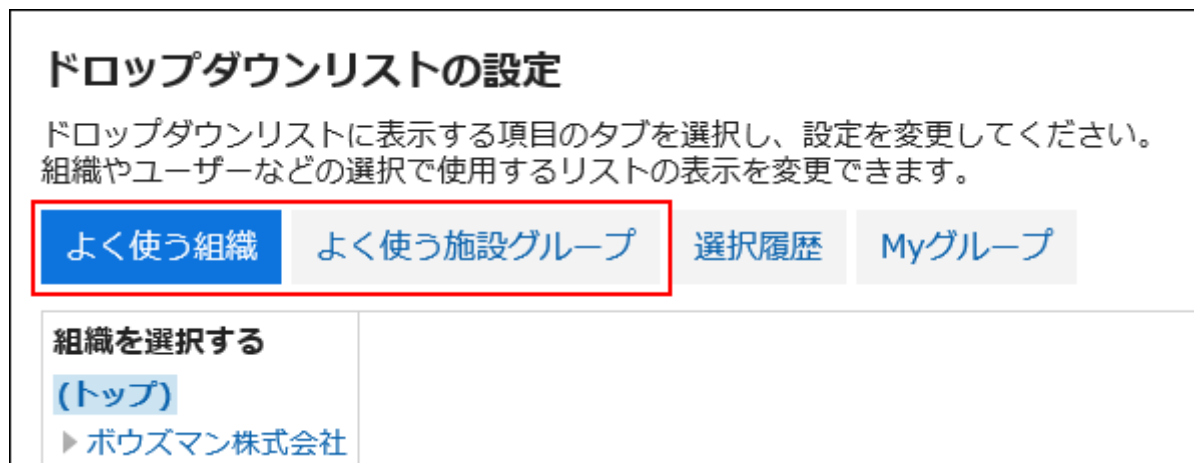 ドロップダウンリストの設定
ドロップダウンリストに表示する項目のタブを選択し、設定を変更してください。
組織やユーザーなどの選択で使用するリストの表示を変更できます。
よく使う組織 よく使う施設グループ 選択履歴 Myグループ
組織を選択する
(トップ)
ボウズマン株式会社